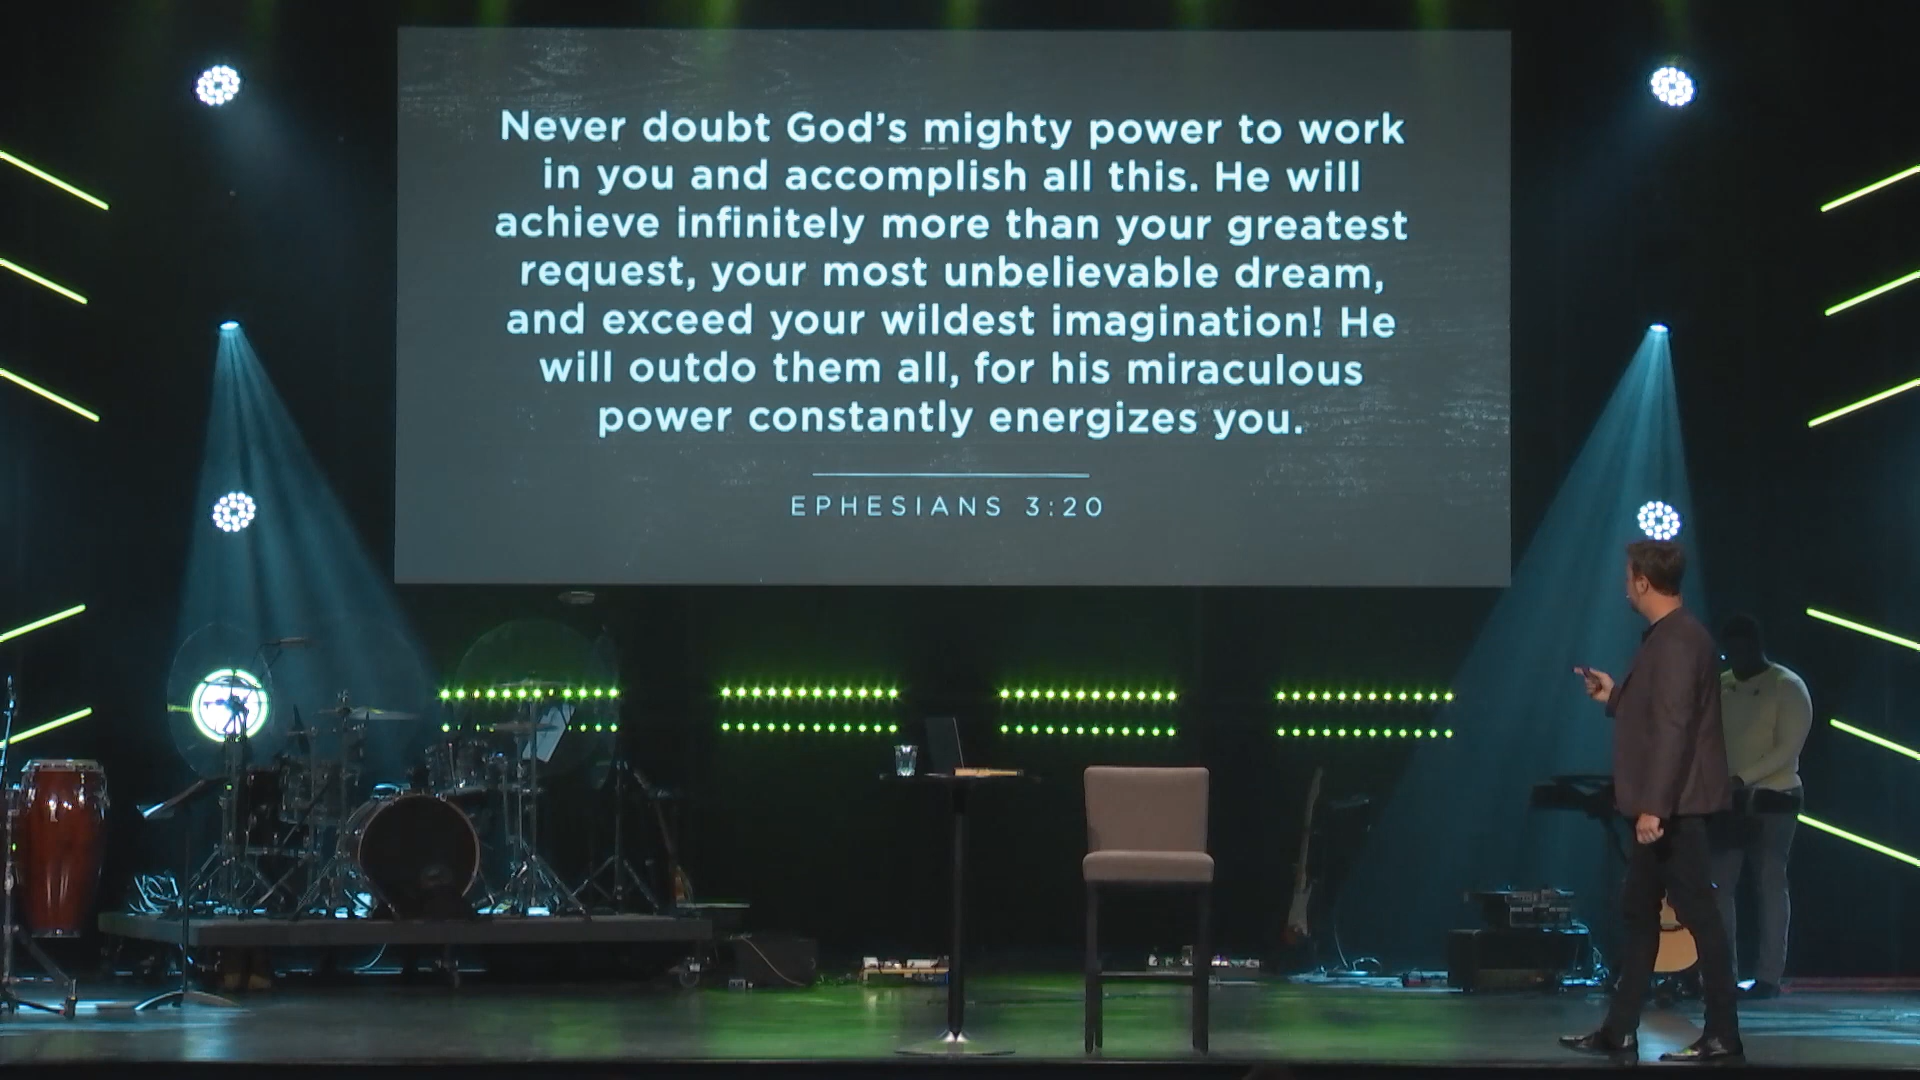 Never doubt God's mighty power to work
in you and accomplish all this. He will
achieve infinitely more than your greatest
request, your most unbelievable dream,
and exceed your wildest imagination! He
will outdo them all, for his miraculous
power constantly energizes you.
EPHESIANS 3:20